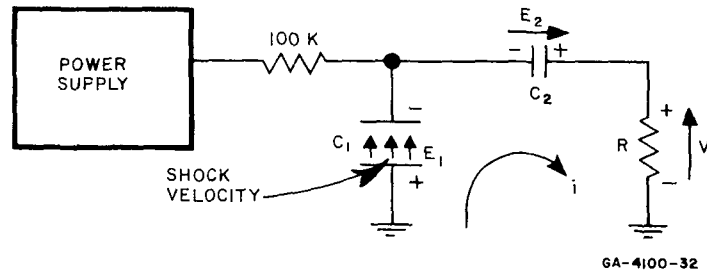 POWER
SUPPLY
100 K
E2
- +
C2
-
C1
E1
+
SHOCK
VELOCITY
i
R
+
-
V
GA-4100-32